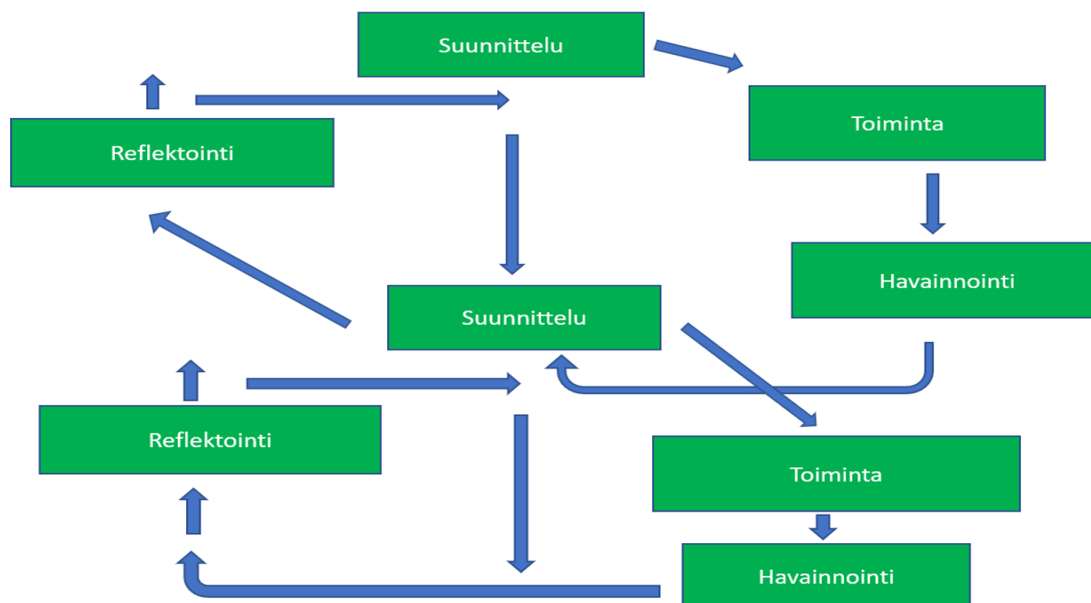 Suunnittelu
Toiminta
Reflektointi
Havainnointi
Suunnittelu
Reflektointi
Toiminta
Havainnointi